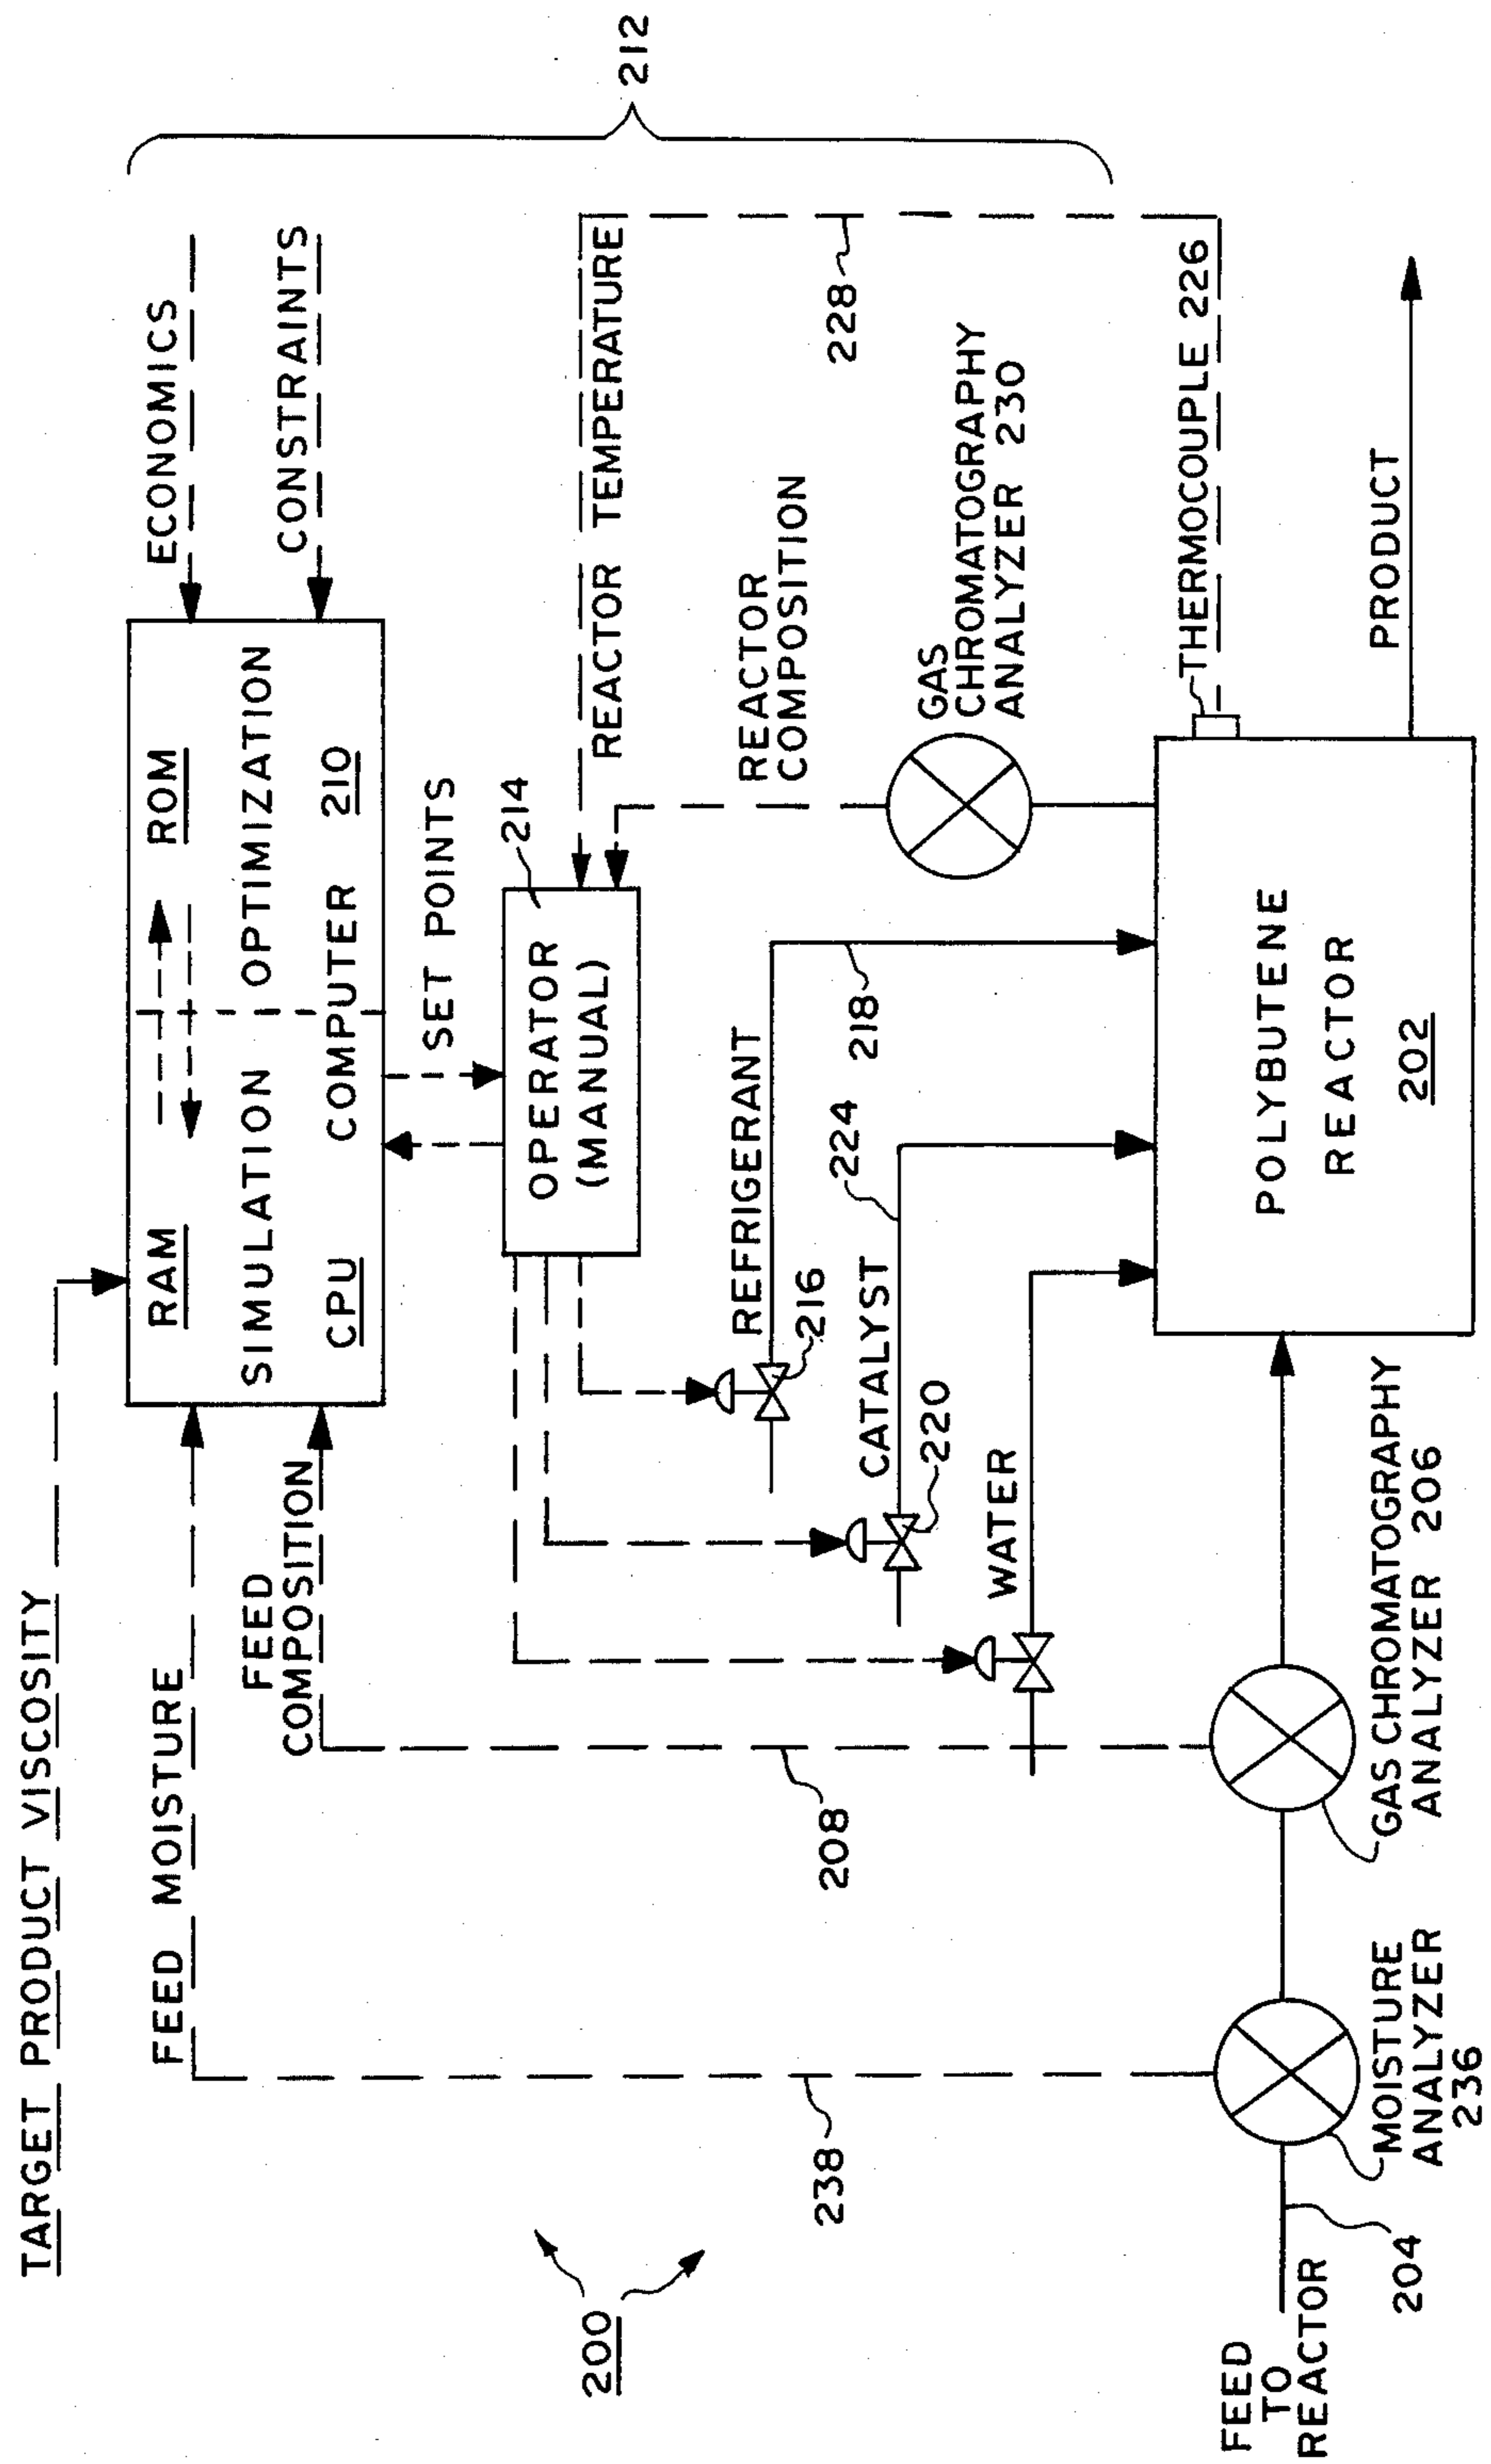 TARGET PRODUCT VISCOSITY
FEED MOISTURE
FEED
COMPOSITION
ECONOMICS
CONSTRAINTS
RAM
ROM
SIMULATION
OPTIMIZATION
CPU
COMPUTER 210
212
SET POINTS
214
OPERATOR
(MANUAL)
REACTOR TEMPERATURE
REACTOR
COMPOSITION
228
GAS
CHROMATOGRAPHY
ANALYZER 230
REFRIGERANT
216
218
CATALYST
220
224
WATER
208
238
200
THERMOCOUPLE 226
POLYBUTENE
REACTOR
202
PRODUCT
FEED
TO
REACTOR
204
MOISTURE
ANALYZER
236
GAS CHROMATOGRAPHY
ANALYZER 206